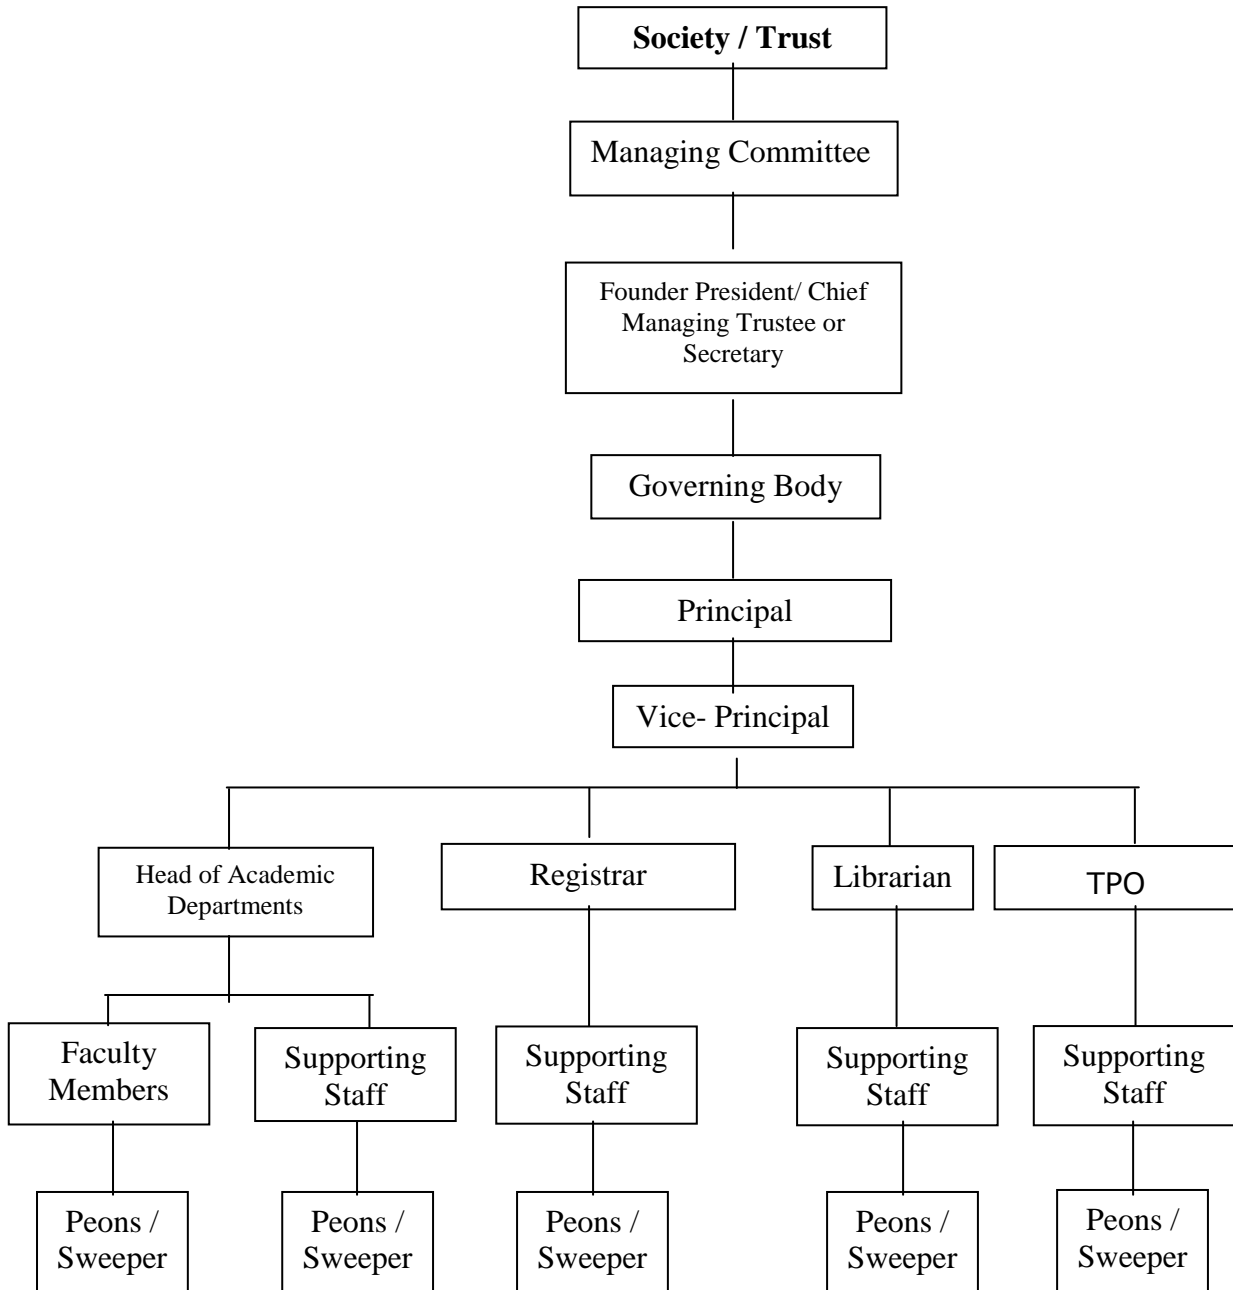 Society / Trust
Managing Committee
Founder President/ Chief
Managing Trustee or
Secretary
Governing Body
Principal
Vice- Principal
Head of Academic
Departments
Registrar
Librarian
TPO
Faculty
Members
Supporting
Staff
Supporting
Staff
Supporting
Staff
Supporting
Staff
Peons /
Sweeper
Peons /
Sweeper
Peons /
Sweeper
Peons /
Sweeper
Peons /
Sweeper